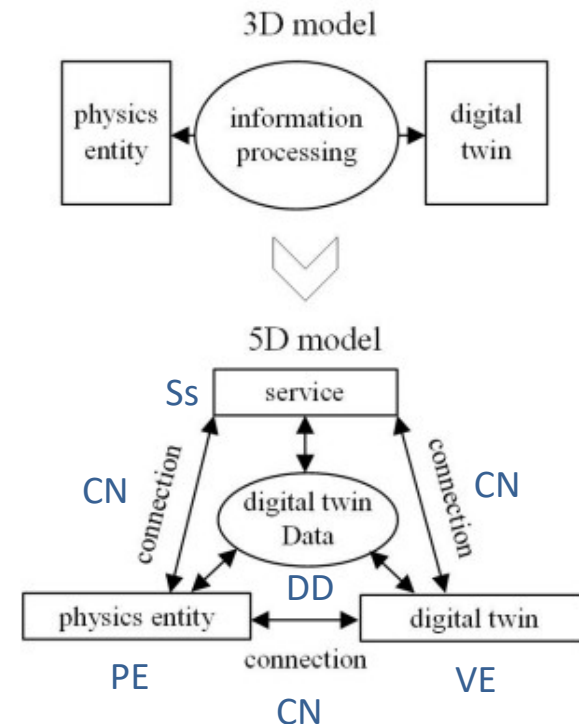 3D model
physics
entity
information
processing
digital
twin
5D model
Ss
service
CN
connection
connection
CN
digital twin
Data
DD
physics entity
digital twin
connection
PE
VE
CN